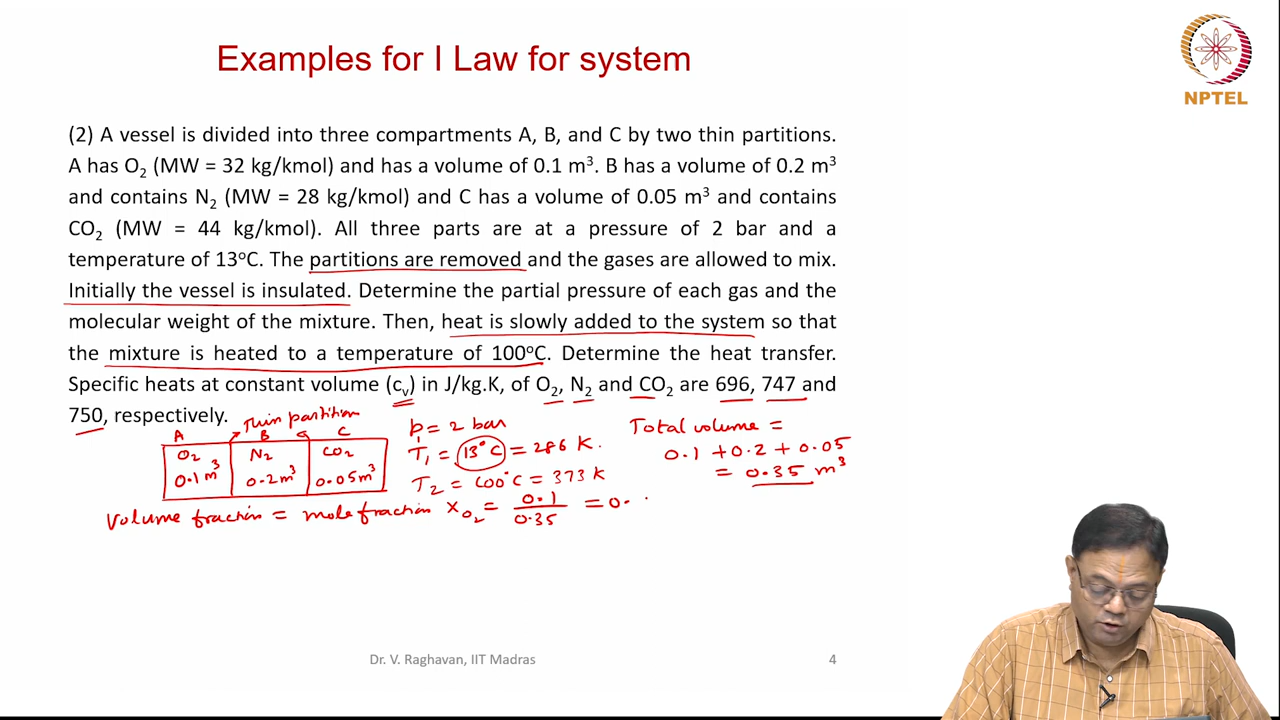 Examples for I Law for system
NPTEL
(2) A vessel is divided into three compartments A, B, and C by two thin partitions.
A has O₂ (MW = 32 kg/kmol) and has a volume of 0.1 m³. B has a volume of 0.2 m³
and contains N₂ (MW = 28 kg/kmol) and C has a volume of 0.05 m³ and contains
CO₂ (MW = 44 kg/kmol). All three parts are at a pressure of 2 bar and a
temperature of 13°C. The partitions are removed and the gases are allowed to mix.
Initially the vessel is insulated. Determine the partial pressure of each gas and the
molecular weight of the mixture. Then, heat is slowly added to the system so that
the mixture is heated to a temperature of 100°C. Determine the heat transfer.
Specific heats at constant volume (cᵥ) in J/kg.K, of O₂, N₂ and CO₂ are 696, 747 and
750, respectively.
Thin partition
A B C
O₂ N₂ CO₂
0.1 m³ 0.2 m³ 0.05 m³
p₁ = 2 bar
T₁ = 13°C = 286 K.
T₂ = 100°C = 373 K
Total volume =
0.1 + 0.2 + 0.05
= 0.35 m³
Volume fraction = mole fraction x_O₂ = 0.1/0.35 = 0.
Dr. V. Raghavan, IIT Madras
4